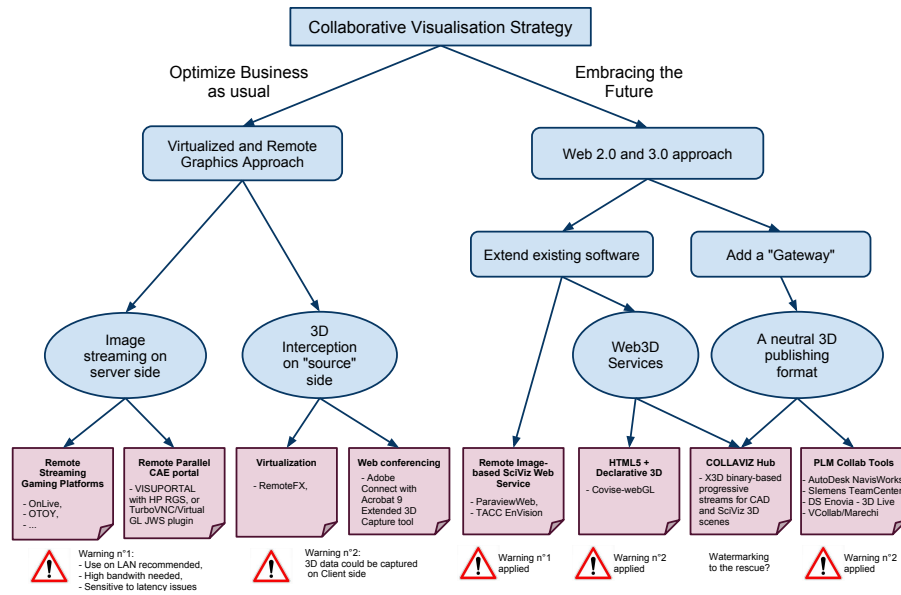 Collaborative Visualisation Strategy
Optimize Business
as usual
Embracing the
Future
Virtualized and Remote
Graphics Approach
Web 2.0 and 3.0 approach
Extend existing software
Add a "Gateway"
Image
streaming on
server side
3D
Interception
on "source"
side
Web3D
Services
A neutral 3D
publishing
format
Remote
Streaming
Gaming Platforms
- OnLive,
- OTOY,
- ...
Remote Parallel
CAE portal
- VISUPORTAL
with HP RGS, or
TurboVNC/Virtual
GL JWS plugin
Virtualization
- RemoteFX,
Web conferencing
- Adobe
Connect with
Acrobat 9
Extended 3D
Capture tool
Remote Image-
based SciViz Web
Service
- ParaviewWeb,
- TACC EnVision
HTML5 +
Declarative 3D
- Covise-webGL
COLLAVIZ Hub
- X3D binary-based
progressive
streams for CAD
and SciViz 3D
scenes
PLM Collab Tools
- AutoDesk NavisWorks
- SIemens TeamCenter
- DS Enovia - 3D Live
- VCollab/Marechi
Warning n°1:
- Use on LAN recommended,
- High bandwith needed,
- Sensitive to latency issues
Warning n°2:
3D data could be captured
on Client side
Warning n°1
applied
Warning n°2
applied
Watermarking
to the rescue?
Warning n°2
applied